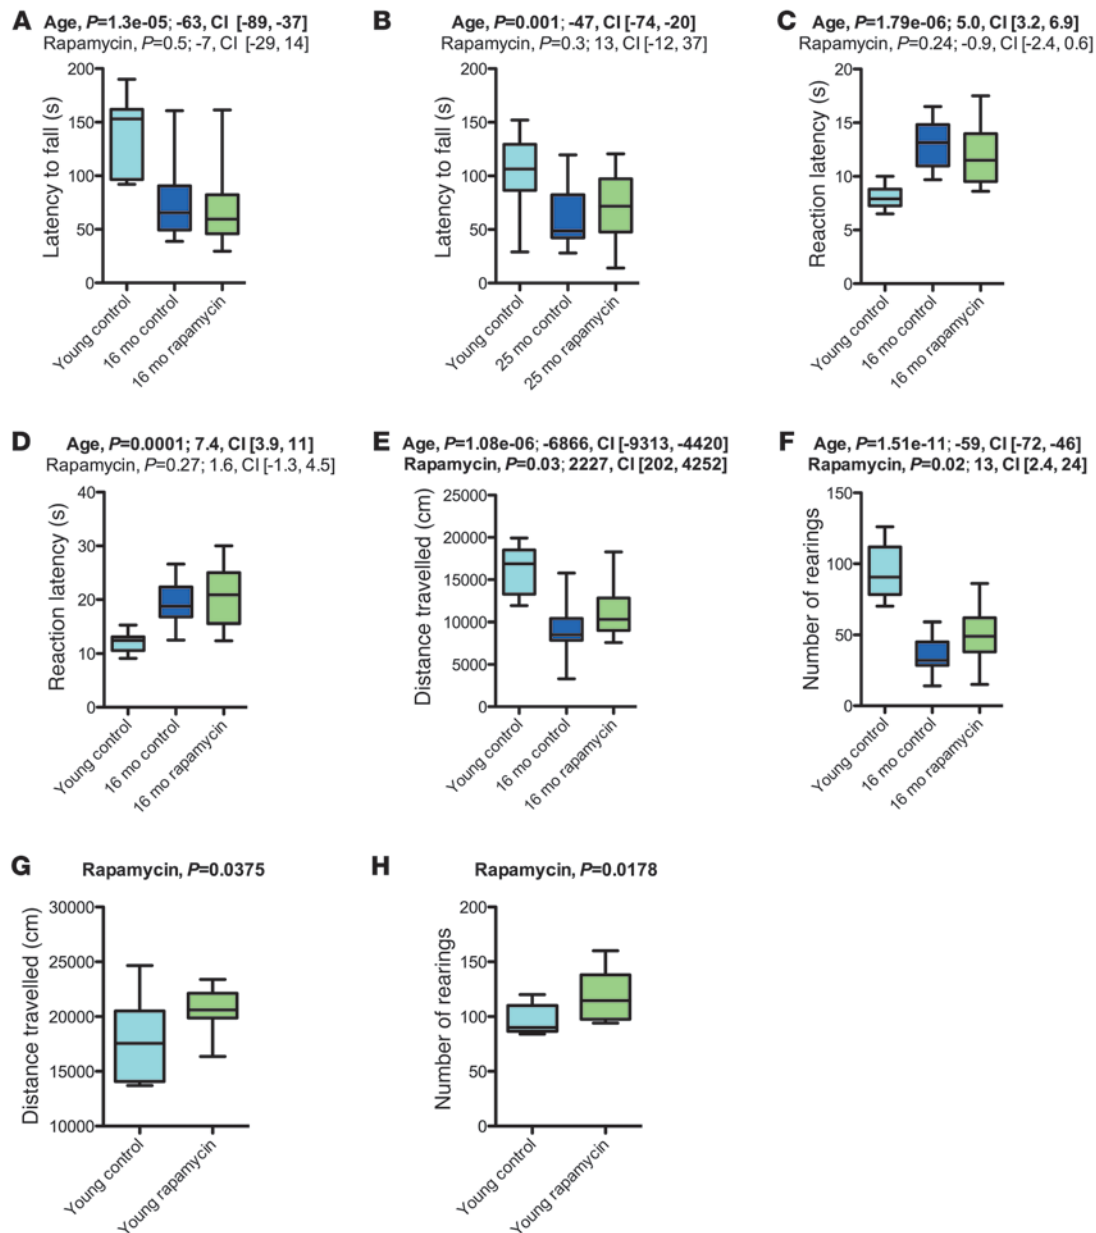 A
Age, P=1.3e-05; -63, CI [-89, -37]
Rapamycin, P=0.5; -7, CI [-29, 14]
Latency to fall (s)
200
150
100
50
0
Young control
16 mo control
16 mo rapamycin
B
Age, P=0.001; -47, CI [-74, -20]
Rapamycin, P=0.3; 13, CI [-12, 37]
Latency to fall (s)
200
150
100
50
0
Young control
25 mo control
25 mo rapamycin
C
Age, P=1.79e-06; 5.0, CI [3.2, 6.9]
Rapamycin, P=0.24; -0.9, CI [-2.4, 0.6]
Reaction latency (s)
20
15
10
5
0
Young control
16 mo control
16 mo rapamycin
D
Age, P=0.0001; 7.4, CI [3.9, 11]
Rapamycin, P=0.27; 1.6, CI [-1.3, 4.5]
Reaction latency (s)
40
30
20
10
0
Young control
16 mo control
16 mo rapamycin
E
Age, P=1.08e-06; -6866, CI [-9313, -4420]
Rapamycin, P=0.03; 2227, CI [202, 4252]
Distance travelled (cm)
25000
20000
15000
10000
5000
0
Young control
16 mo control
16 mo rapamycin
F
Age, P=1.51e-11; -59, CI [-72, -46]
Rapamycin, P=0.02; 13, CI [2.4, 24]
Number of rearings
150
100
50
0
Young control
16 mo control
16 mo rapamycin
G
Rapamycin, P=0.0375
Distance travelled (cm)
30000
25000
20000
15000
10000
Young control
Young rapamycin
H
Rapamycin, P=0.0178
Number of rearings
200
150
100
50
0
Young control
Young rapamycin